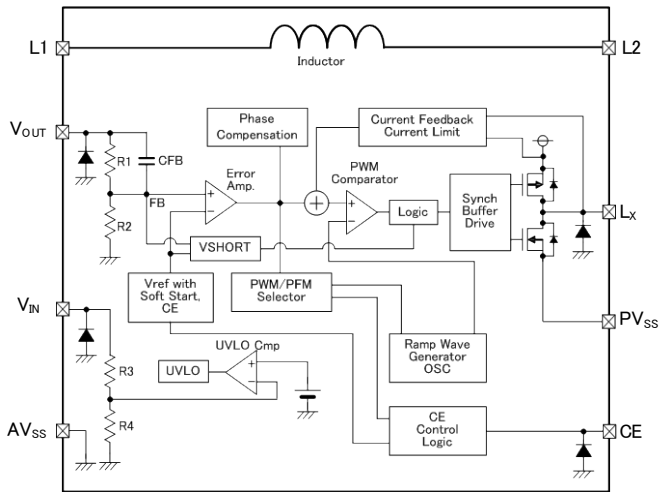 L1
L2
Inductor
VOUT
Phase
Compensation
Current Feedback
Current Limit
R1
CFB
Error
Amp.
PWM
Comparator
FB
+
−
+
+
−
Logic
Synch
Buffer
Drive
LX
R2
VSHORT
VIN
Vref with
Soft Start,
CE
PWM/PFM
Selector
PVSS
UVLO Cmp
Ramp Wave
Generator
OSC
R3
UVLO
+
−
R4
AVSS
CE
Control
Logic
CE